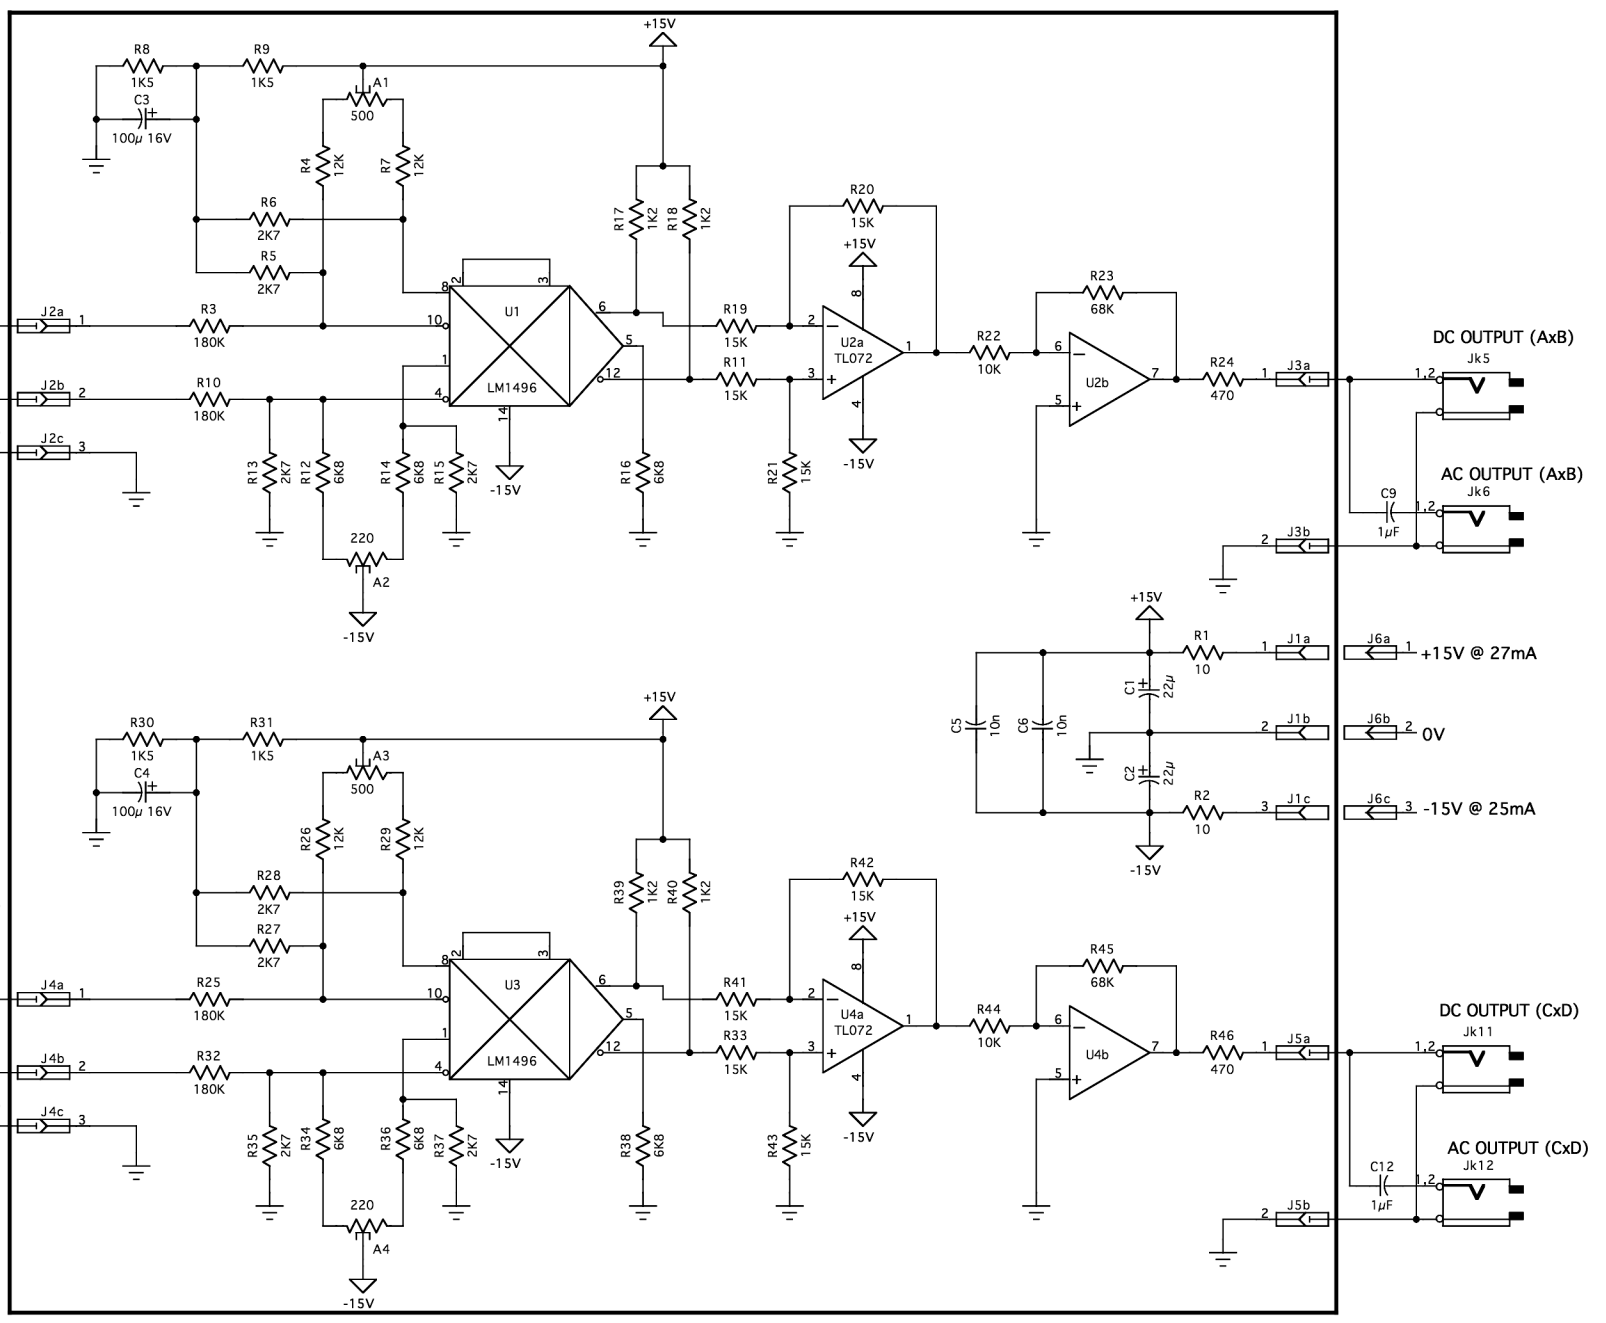 +15V
R8
1K5
R9
1K5
C3
+
100µ 16V
A1
500
R4
12K
R7
12K
R6
2K7
R5
2K7
R17
1K2
R18
1K2
R20
15K
+15V
8
2
3
8
U1
6
J2a
1
R3
180K
10
R19
15K
2
−
U2a
TL072
1
R22
10K
R23
68K
6
−
U2b
7
R24
470
1
J3a
DC OUTPUT (AxB)
Jk5
1,2
1
5
LM1496
12
R11
15K
3
+
4
-15V
5
+
J2b
2
R10
180K
4
14
-15V
J2c
3
R13
2K7
R12
6K8
R14
6K8
R15
2K7
R16
6K8
R21
15K
AC OUTPUT (AxB)
Jk6
C9
1µF
1,2
2
J3b
220
A2
-15V
+15V
R1
10
1
J1a
J6a
1
+15V @ 27mA
C5
10n
C6
10n
C1
+
22µ
2
J1b
J6b
2
0V
C2
+
22µ
R2
10
3
J1c
J6c
3
-15V @ 25mA
-15V
+15V
R30
1K5
R31
1K5
C4
+
100µ 16V
A3
500
R26
12K
R29
12K
R28
2K7
R27
2K7
R39
1K2
R40
1K2
R42
15K
+15V
8
2
3
8
U3
6
J4a
1
R25
180K
10
R41
15K
2
−
U4a
TL072
1
R44
10K
R45
68K
6
−
U4b
7
R46
470
1
J5a
DC OUTPUT (CxD)
Jk11
1,2
1
5
LM1496
12
R33
15K
3
+
4
-15V
5
+
J4b
2
R32
180K
4
14
-15V
J4c
3
R35
2K7
R34
6K8
R36
6K8
R37
2K7
R38
6K8
R43
15K
AC OUTPUT (CxD)
Jk12
C12
1µF
1,2
2
J5b
220
A4
-15V